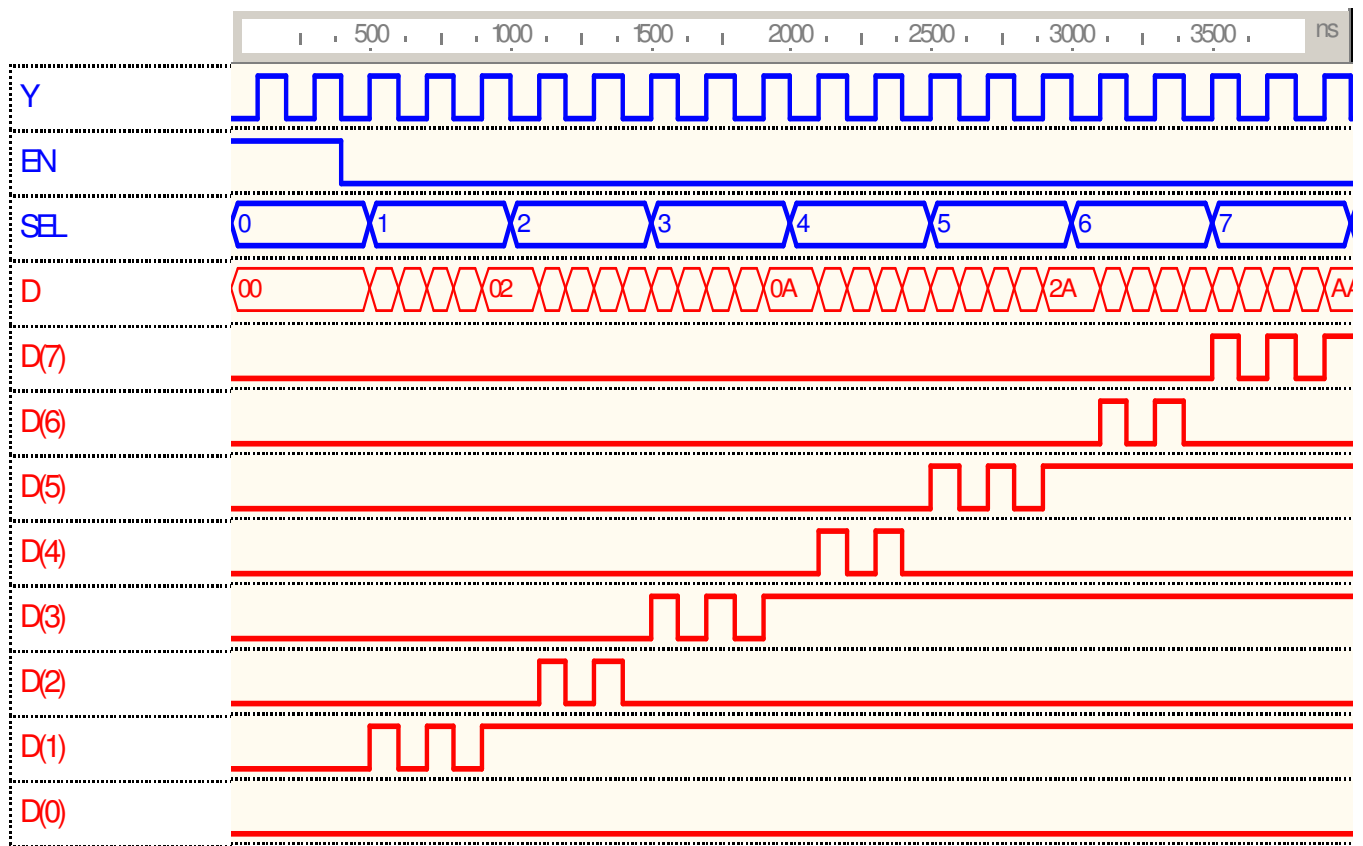 500 1000 1500 2000 2500 3000 3500 ns
Y
EN
SEL 0 1 2 3 4 5 6 7
D 00 02 0A 2A AA
D(7)
D(6)
D(5)
D(4)
D(3)
D(2)
D(1)
D(0)